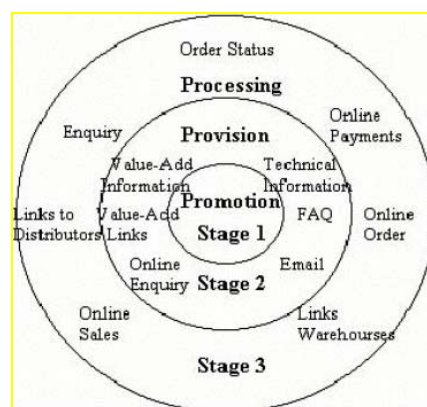 Order Status
Processing
Online
Payments
Enquiry
Provision
Value-Add
Information
Technical
Information
Promotion
Links to
Distributors
Value-Add
Links
FAQ
Online
Order
Stage 1
Online
Enquiry
Email
Stage 2
Online
Sales
Links
Warehourses
Stage 3